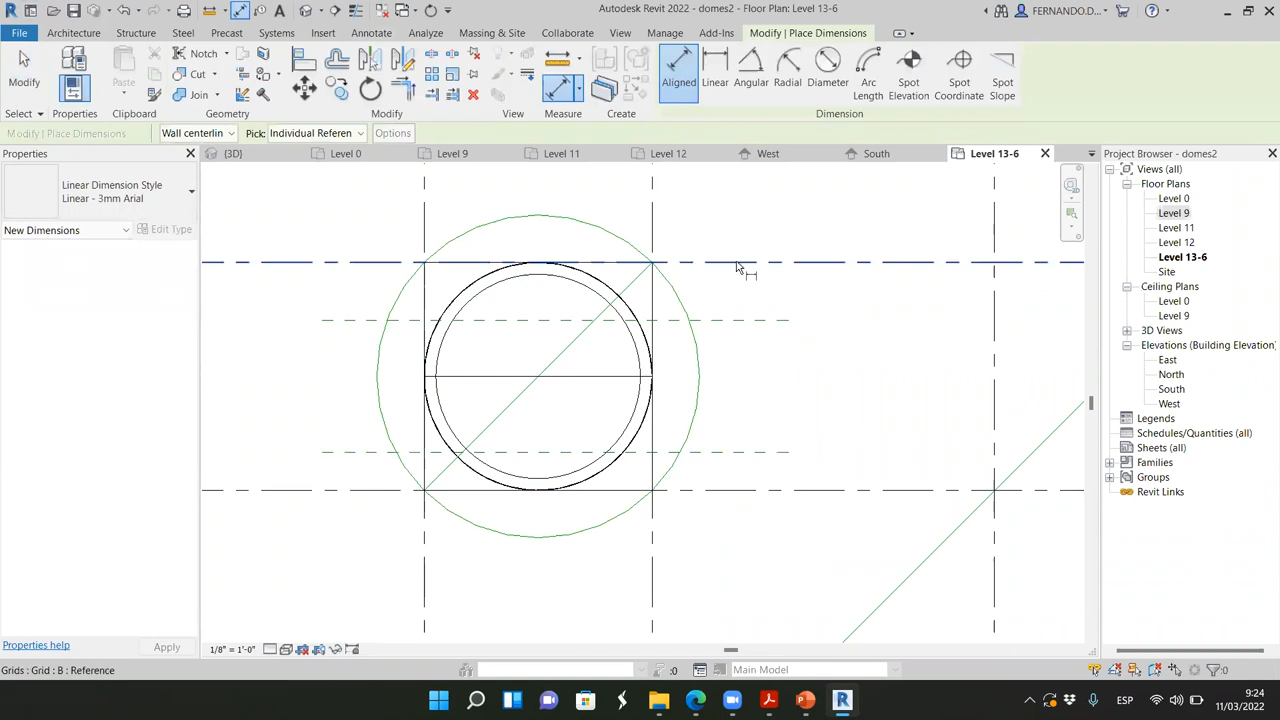 Autodesk Revit 2022 - domes2 - Floor Plan: Level 13-6
FERNANDO.D...
File Architecture Structure Steel Precast Systems Insert Annotate Analyze Massing & Site Collaborate View Manage Add-Ins Modify | Place Dimensions
Modify
Properties
Paste
Notch
Cut
Join
Aligned
Linear
Angular
Radial
Diameter
Arc Length
Spot Elevation
Spot Coordinate
Spot Slope
Select Properties Clipboard Geometry Modify View Measure Create Dimension
Modify | Place Dimensions Wall centerlin Pick: Individual Referen Options
Properties
{3D} Level 0 Level 9 Level 11 Level 12 West South Level 13-6
Project Browser - domes2
Linear Dimension Style
Linear - 3mm Arial
New Dimensions Edit Type
Views (all)
Floor Plans
Level 0
Level 9
Level 11
Level 12
Level 13-6
Site
Ceiling Plans
Level 0
Level 9
3D Views
Elevations (Building Elevation)
East
North
South
West
Legends
Schedules/Quantities (all)
Sheets (all)
Families
Groups
Revit Links
Properties help Apply
1/8" = 1'-0"
Grids : Grid : B : Reference
:0
Main Model
:0
ESP
9:24
11/03/2022